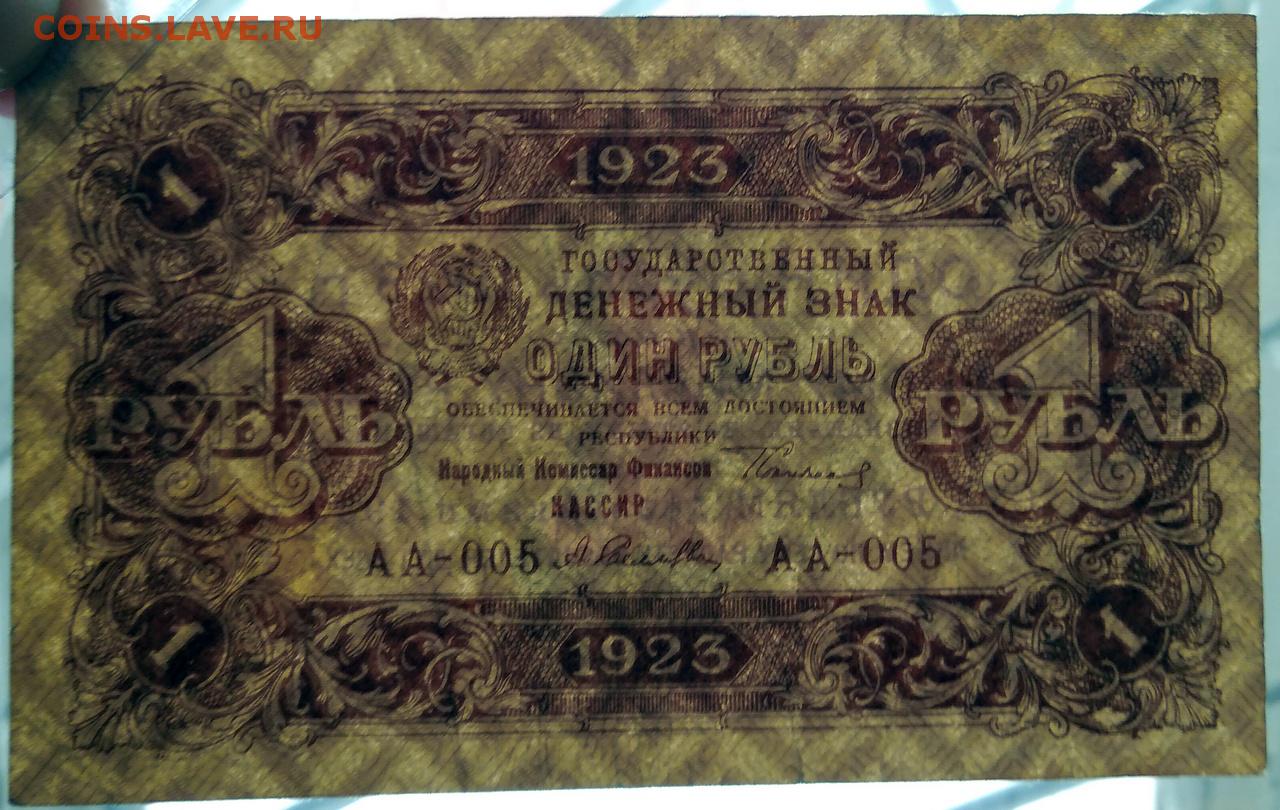 COINS.LAVE.RU
1 1923 1
ГОСУДАРСТВЕННЫЙ
ДЕНЕЖНЫЙ ЗНАК
ОДИН РУБЛЬ
1 РУБЛЬ 1 РУБЛЬ
ОБЕСПЕЧИВАЕТСЯ ВСЕМ ДОСТОЯНИЕМ
РЕСПУБЛИКИ
Народный Комиссар Финансов
КАССИР
АА-005 АА-005
1 1923 1